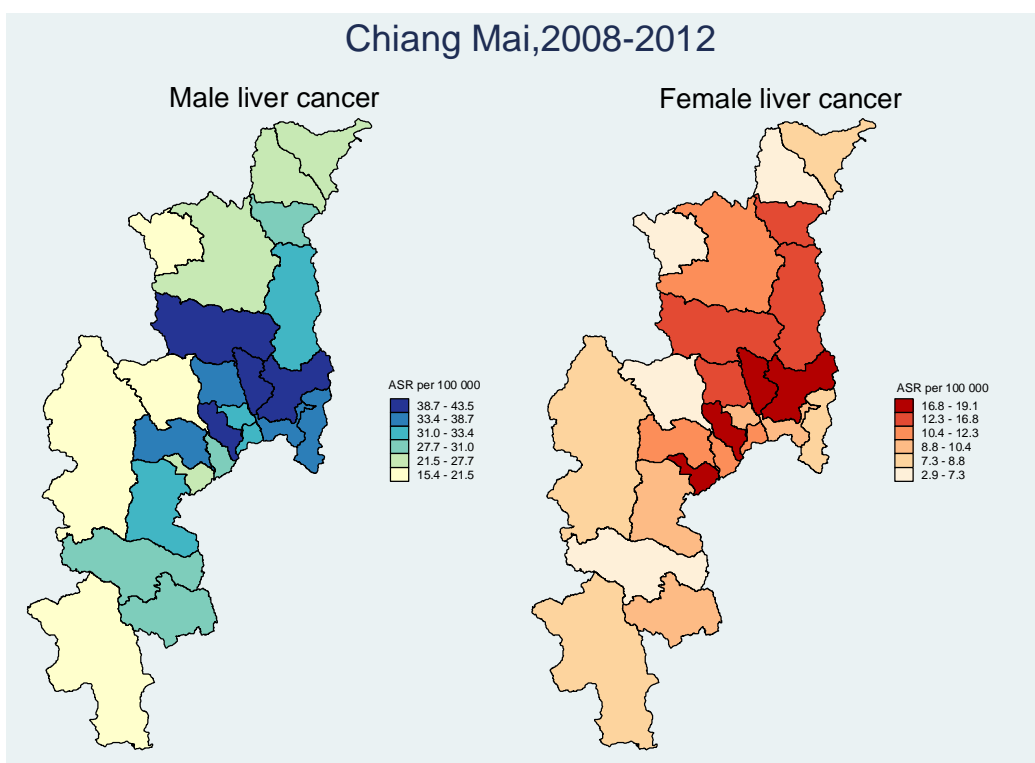 Chiang Mai,2008-2012
Male liver cancer
ASR per 100 000
38.7 - 43.5
33.4 - 38.7
31.0 - 33.4
27.7 - 31.0
21.5 - 27.7
15.4 - 21.5
Female liver cancer
ASR per 100 000
16.8 - 19.1
12.3 - 16.8
10.4 - 12.3
8.8 - 10.4
7.3 - 8.8
2.9 - 7.3